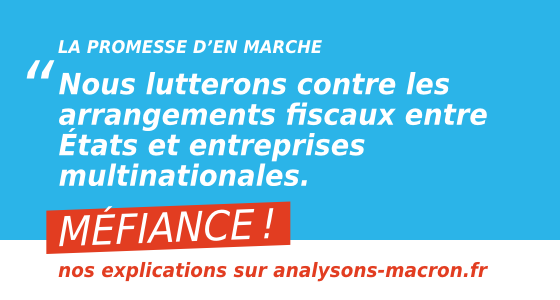 LA PROMESSE D’EN MARCHE
“ Nous lutterons contre les
arrangements fiscaux entre
États et entreprises
multinationales.
MÉFIANCE !
nos explications sur analysons-macron.fr